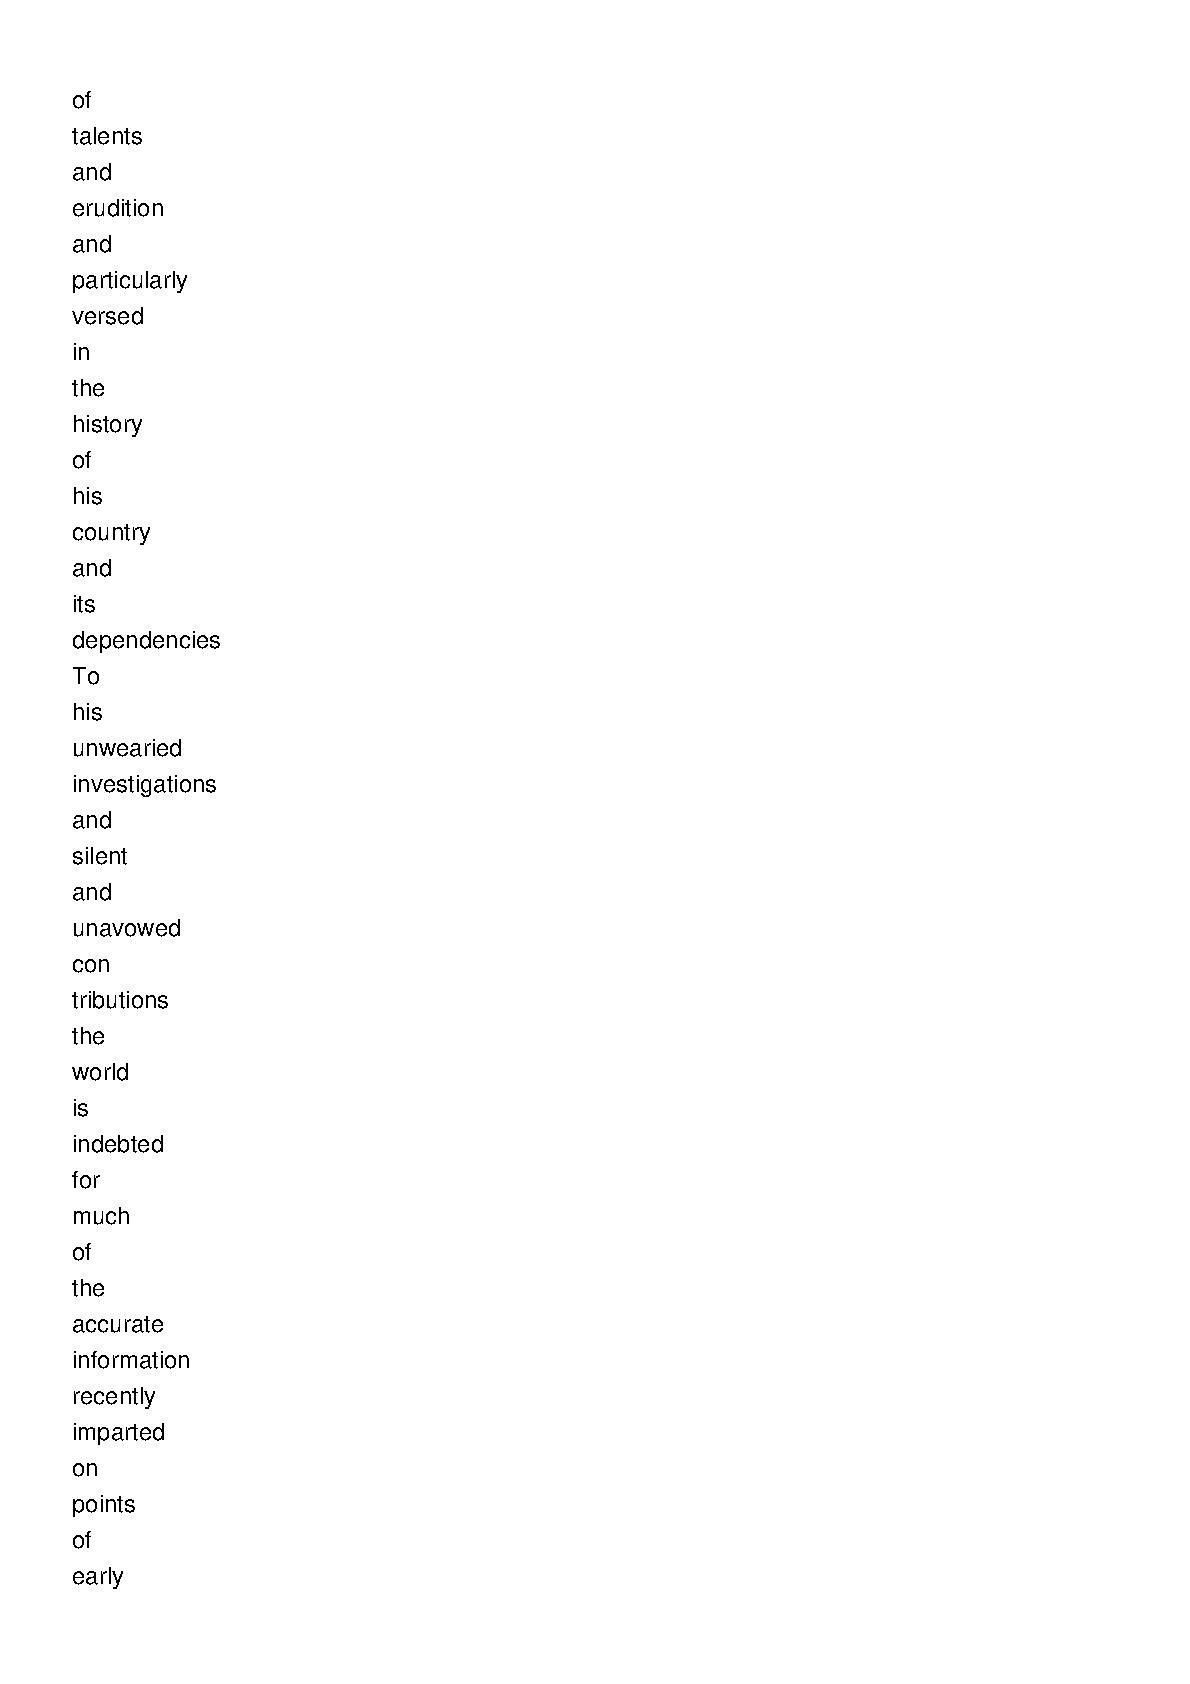 of
talents
and
erudition
and
particularly
versed
in
the
history
of
his
country
and
its
dependencies
To
his
unwearied
investigations
and
silent
and
unavowed
con
tributions
the
world
is
indebted
for
much
of
the
accurate
information
recently
imparted
on
points
of
early